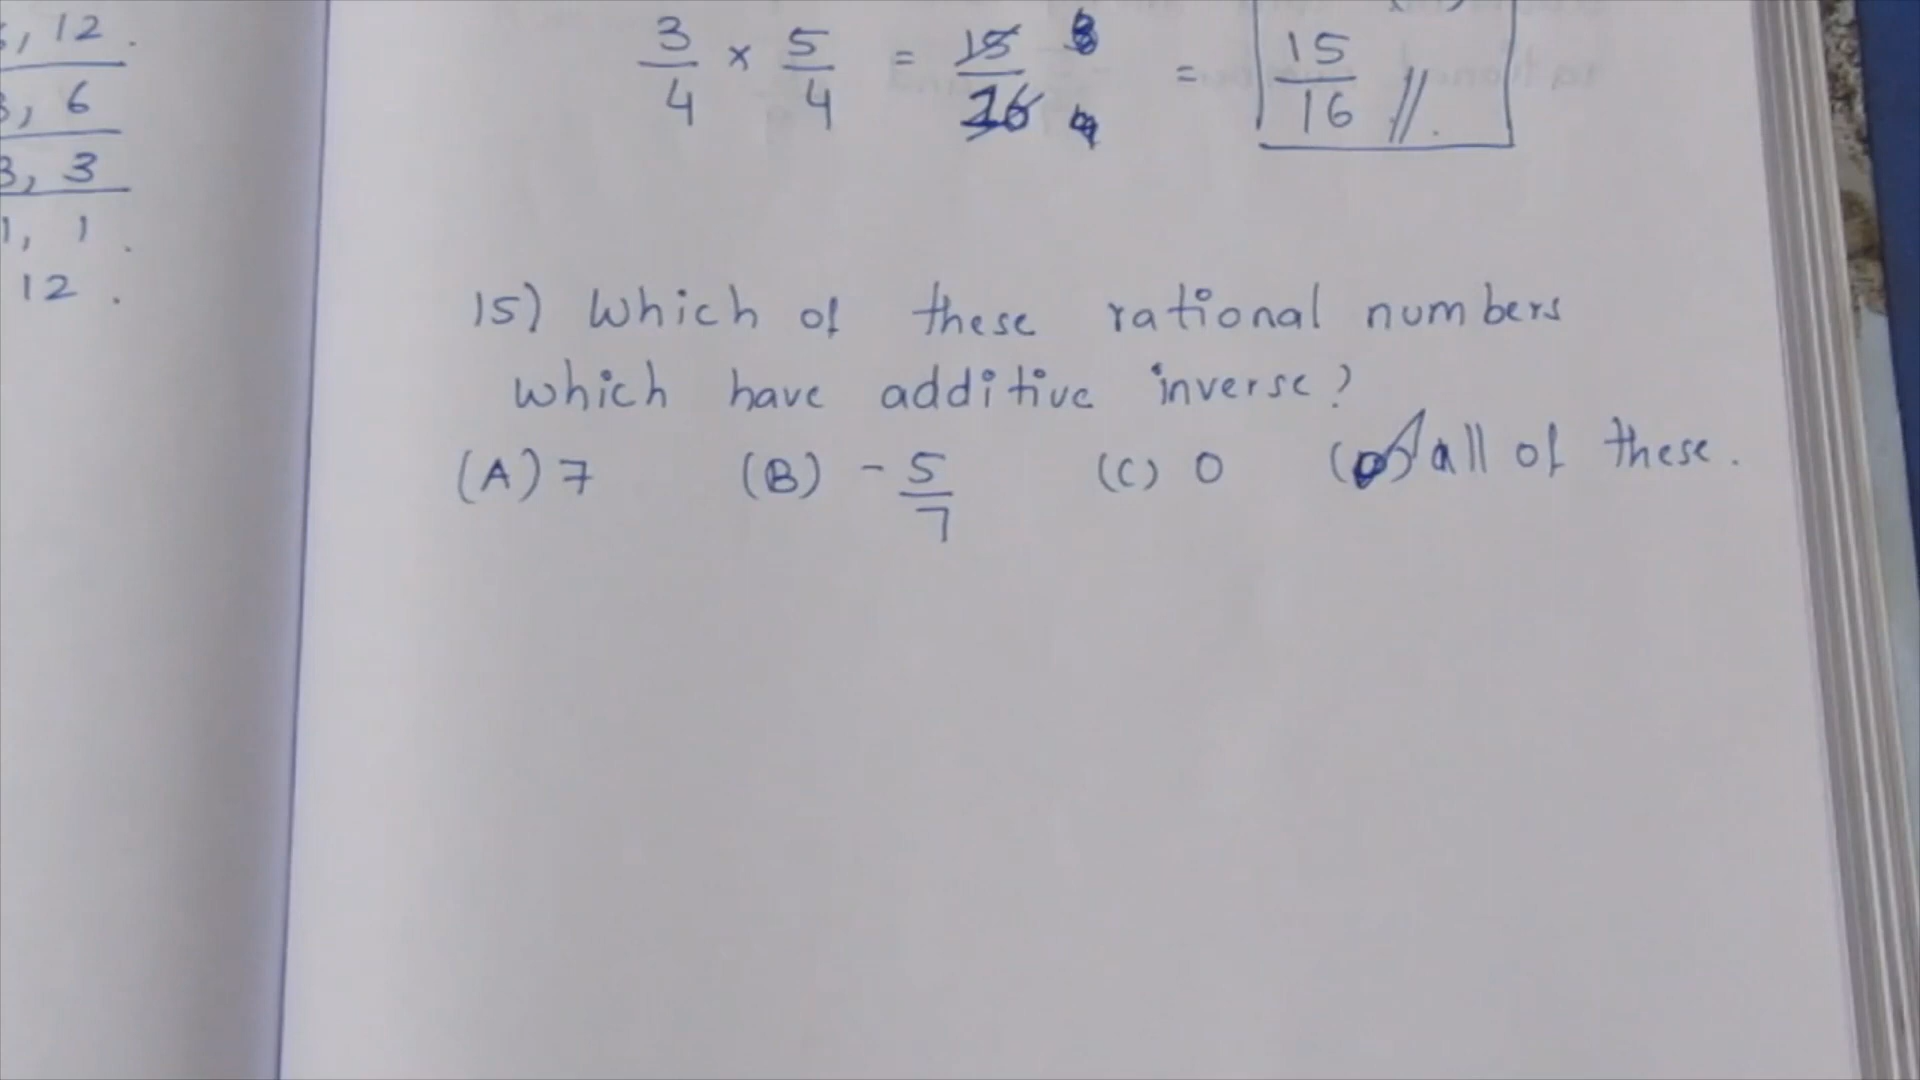 , 12 .
, 6
3, 3
1, 1 .
12 .
3/4 × 5/4 = 15/16 = 15/16 //.
15) Which of these rational numbers
which have additive inverse?
(A) 7 (B) - 5/7 (C) 0 (D) all of these.